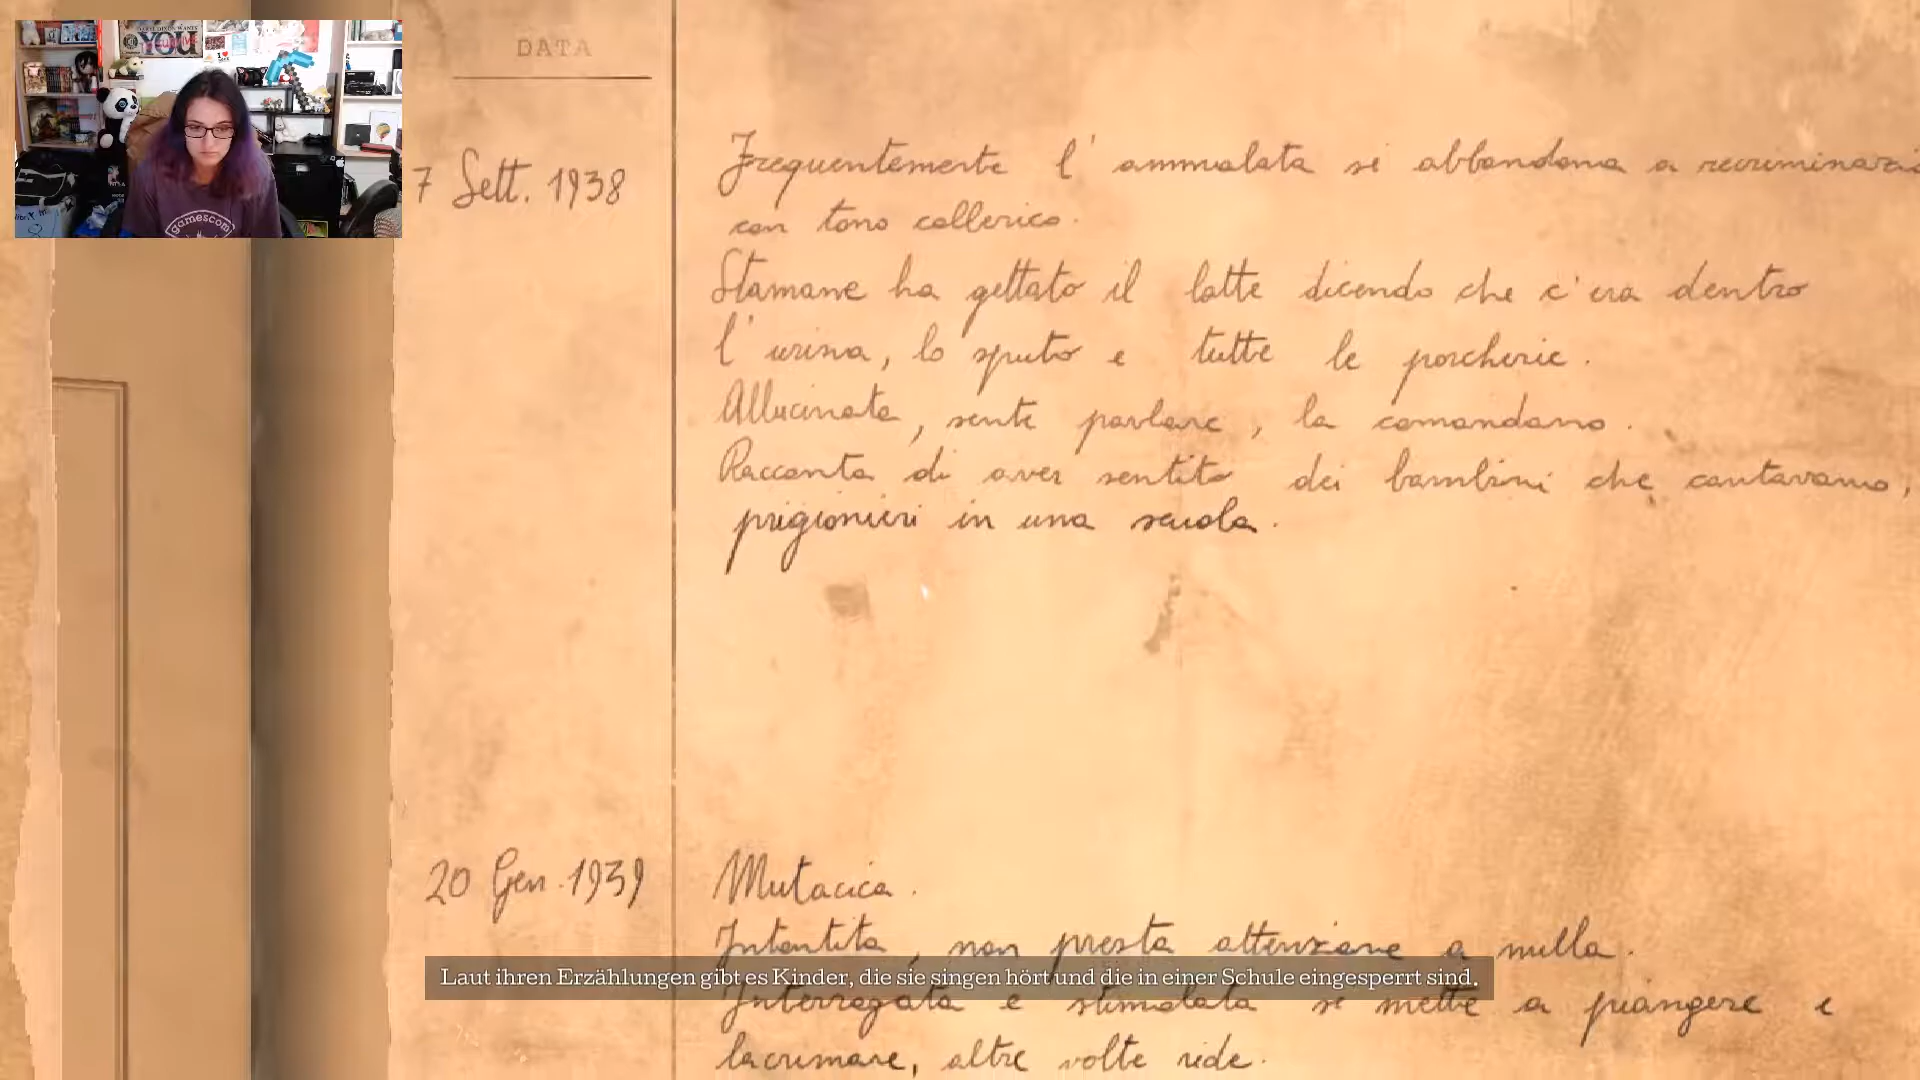 YOU
gamescom
DATA
7 Sett. 1938
Frequentemente l' ammalata si abbandona a recriminazi
con tono collerico.
Stamane ha gettato il latte dicendo che c'era dentro
l'urina, lo sputo e tutte le porcherie.
Allucinata, sente parlare, la comandano.
Racconta di aver sentito dei bambini che cantavano,
prigionieri in una scuola.
20 Gen. 1939
Mutacica.
Intontita, non presta attenzione a nulla.
Laut ihren Erzählungen gibt es Kinder, die sie singen hört und die in einer Schule eingesperrt sind.
Interrogata e stimolata si mette a piangere e
lacrimare, altre volte ride.